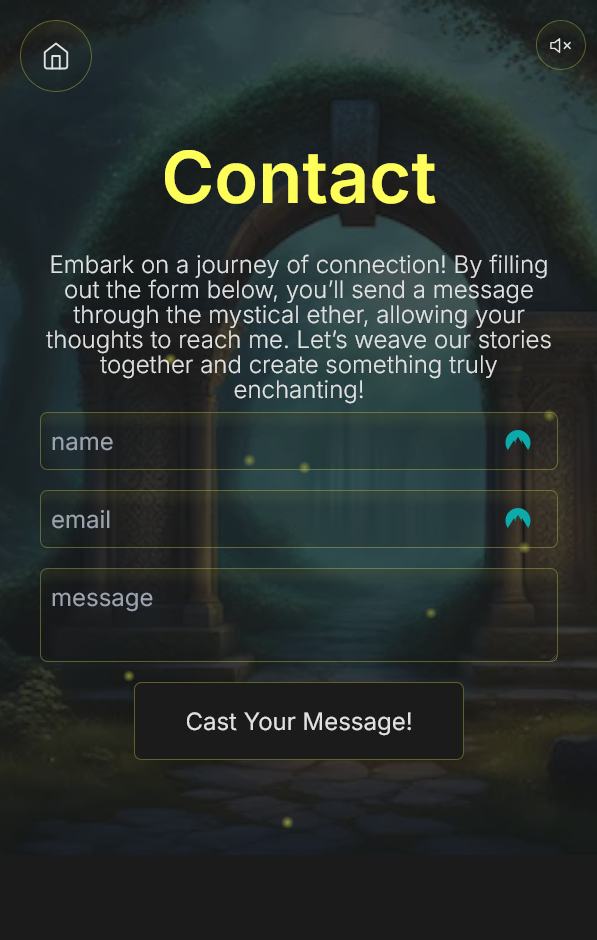 Contact
Embark on a journey of connection! By filling
out the form below, you’ll send a message
through the mystical ether, allowing your
thoughts to reach me. Let’s weave our stories
together and create something truly
enchanting!
name
email
message
Cast Your Message!